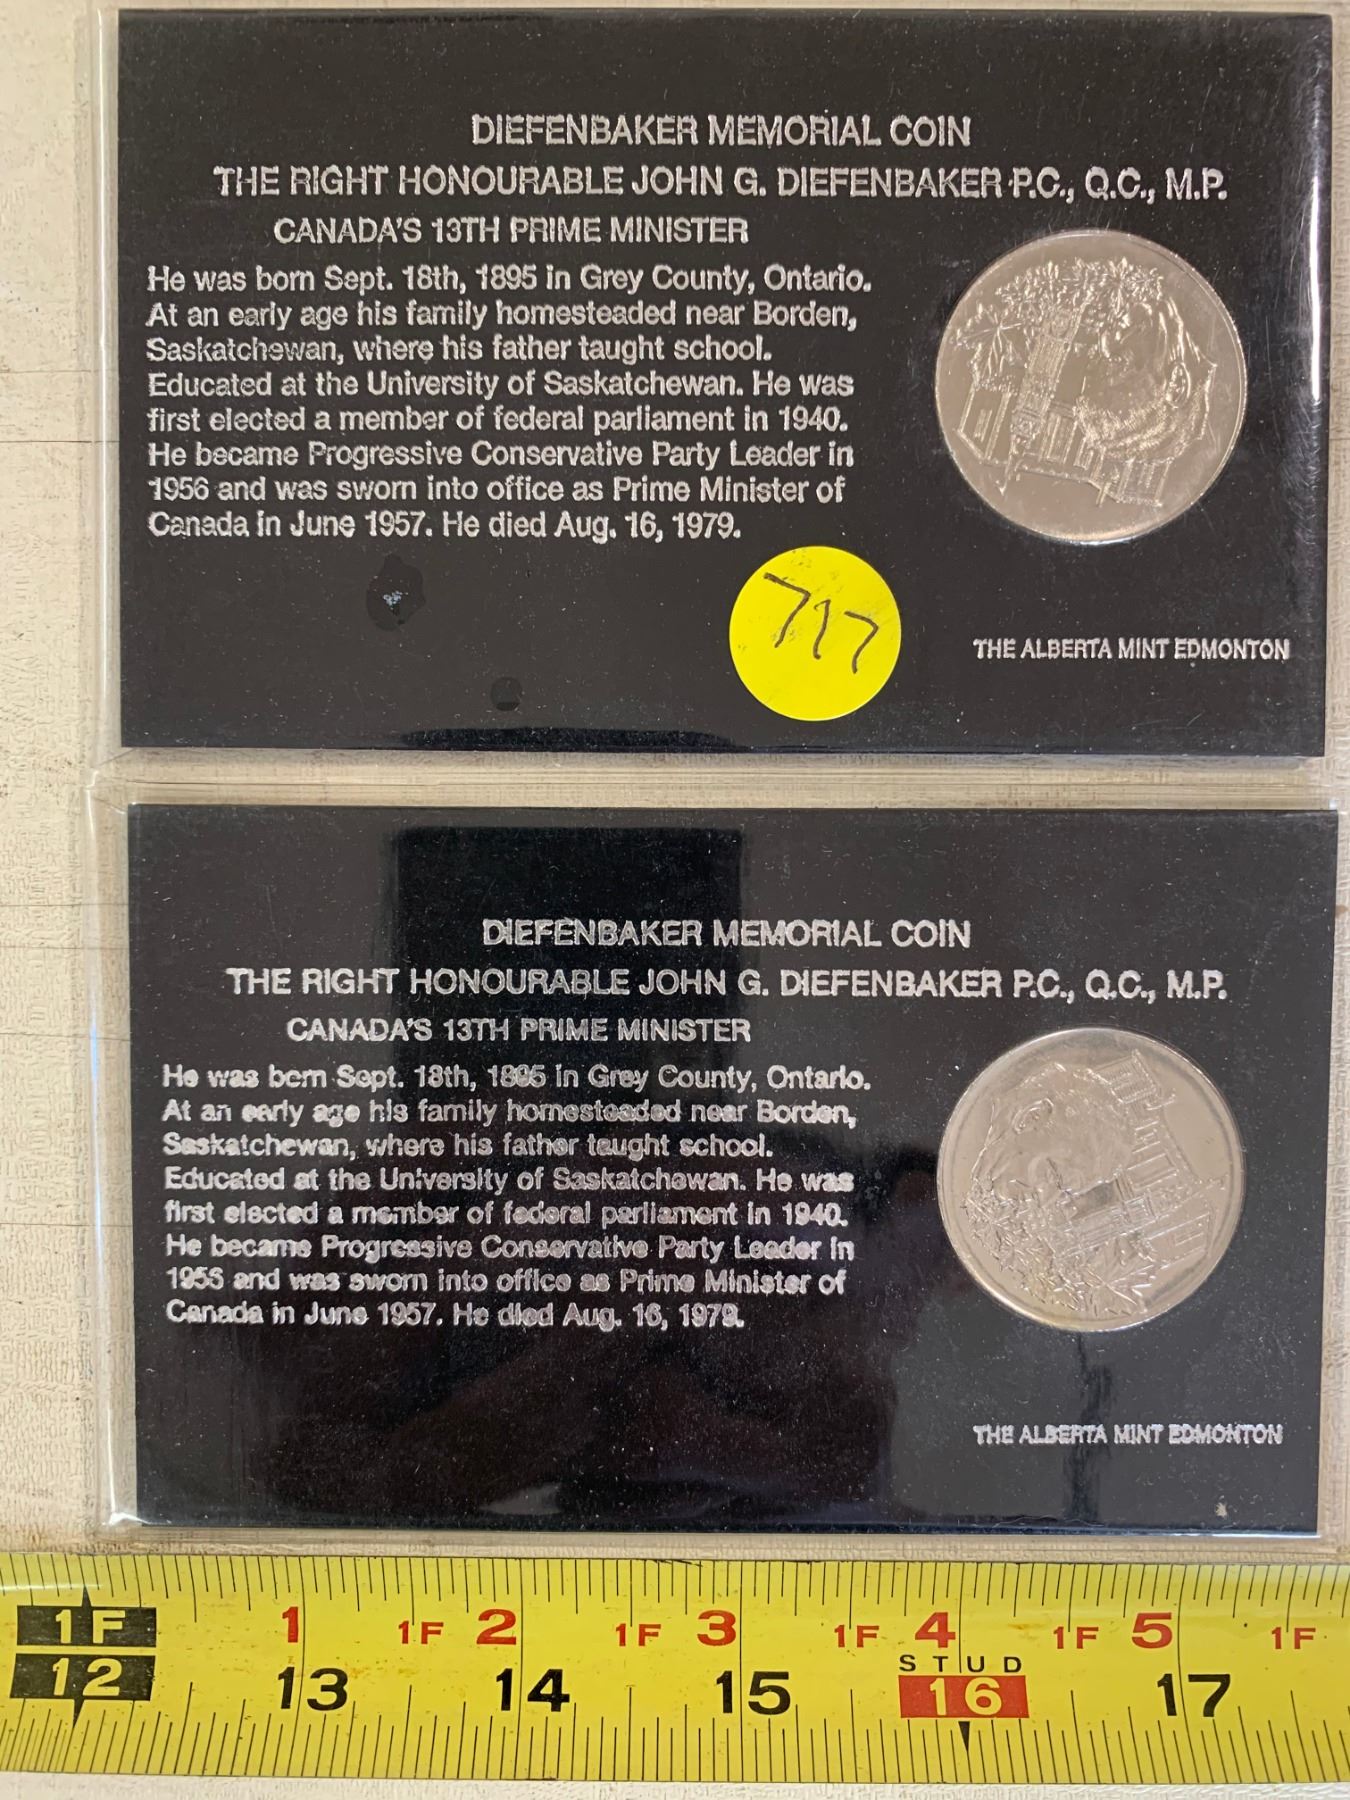 DIEFENBAKER MEMORIAL COIN
THE RIGHT HONOURABLE JOHN G. DIEFENBAKER P.C., Q.C., M.P.
CANADA'S 13TH PRIME MINISTER
He was born Sept. 18th, 1895 in Grey County, Ontario.
At an early age his family homesteaded near Borden,
Saskatchewan, where his father taught school.
Educated at the University of Saskatchewan. He was
first elected a member of federal parliament in 1940.
He became Progressive Conservative Party Leader in
1956 and was sworn into office as Prime Minister of
Canada in June 1957. He died Aug. 16, 1979.
717
THE ALBERTA MINT EDMONTON
DIEFENBAKER MEMORIAL COIN
THE RIGHT HONOURABLE JOHN G. DIEFENBAKER P.C., Q.C., M.P.
CANADA'S 13TH PRIME MINISTER
He was born Sept. 18th, 1895 in Grey County, Ontario.
At an early age his family homesteaded near Borden,
Saskatchewan, where his father taught school.
Educated at the University of Saskatchewan. He was
first elected a member of federal parliament in 1940.
He became Progressive Conservative Party Leader in
1956 and was sworn into office as Prime Minister of
Canada in June 1957. He died Aug. 16, 1979.
THE ALBERTA MINT EDMONTON
1F 1 1F 2 1F 3 1F 4 1F 5 1F
STUD
12 13 14 15 16 17